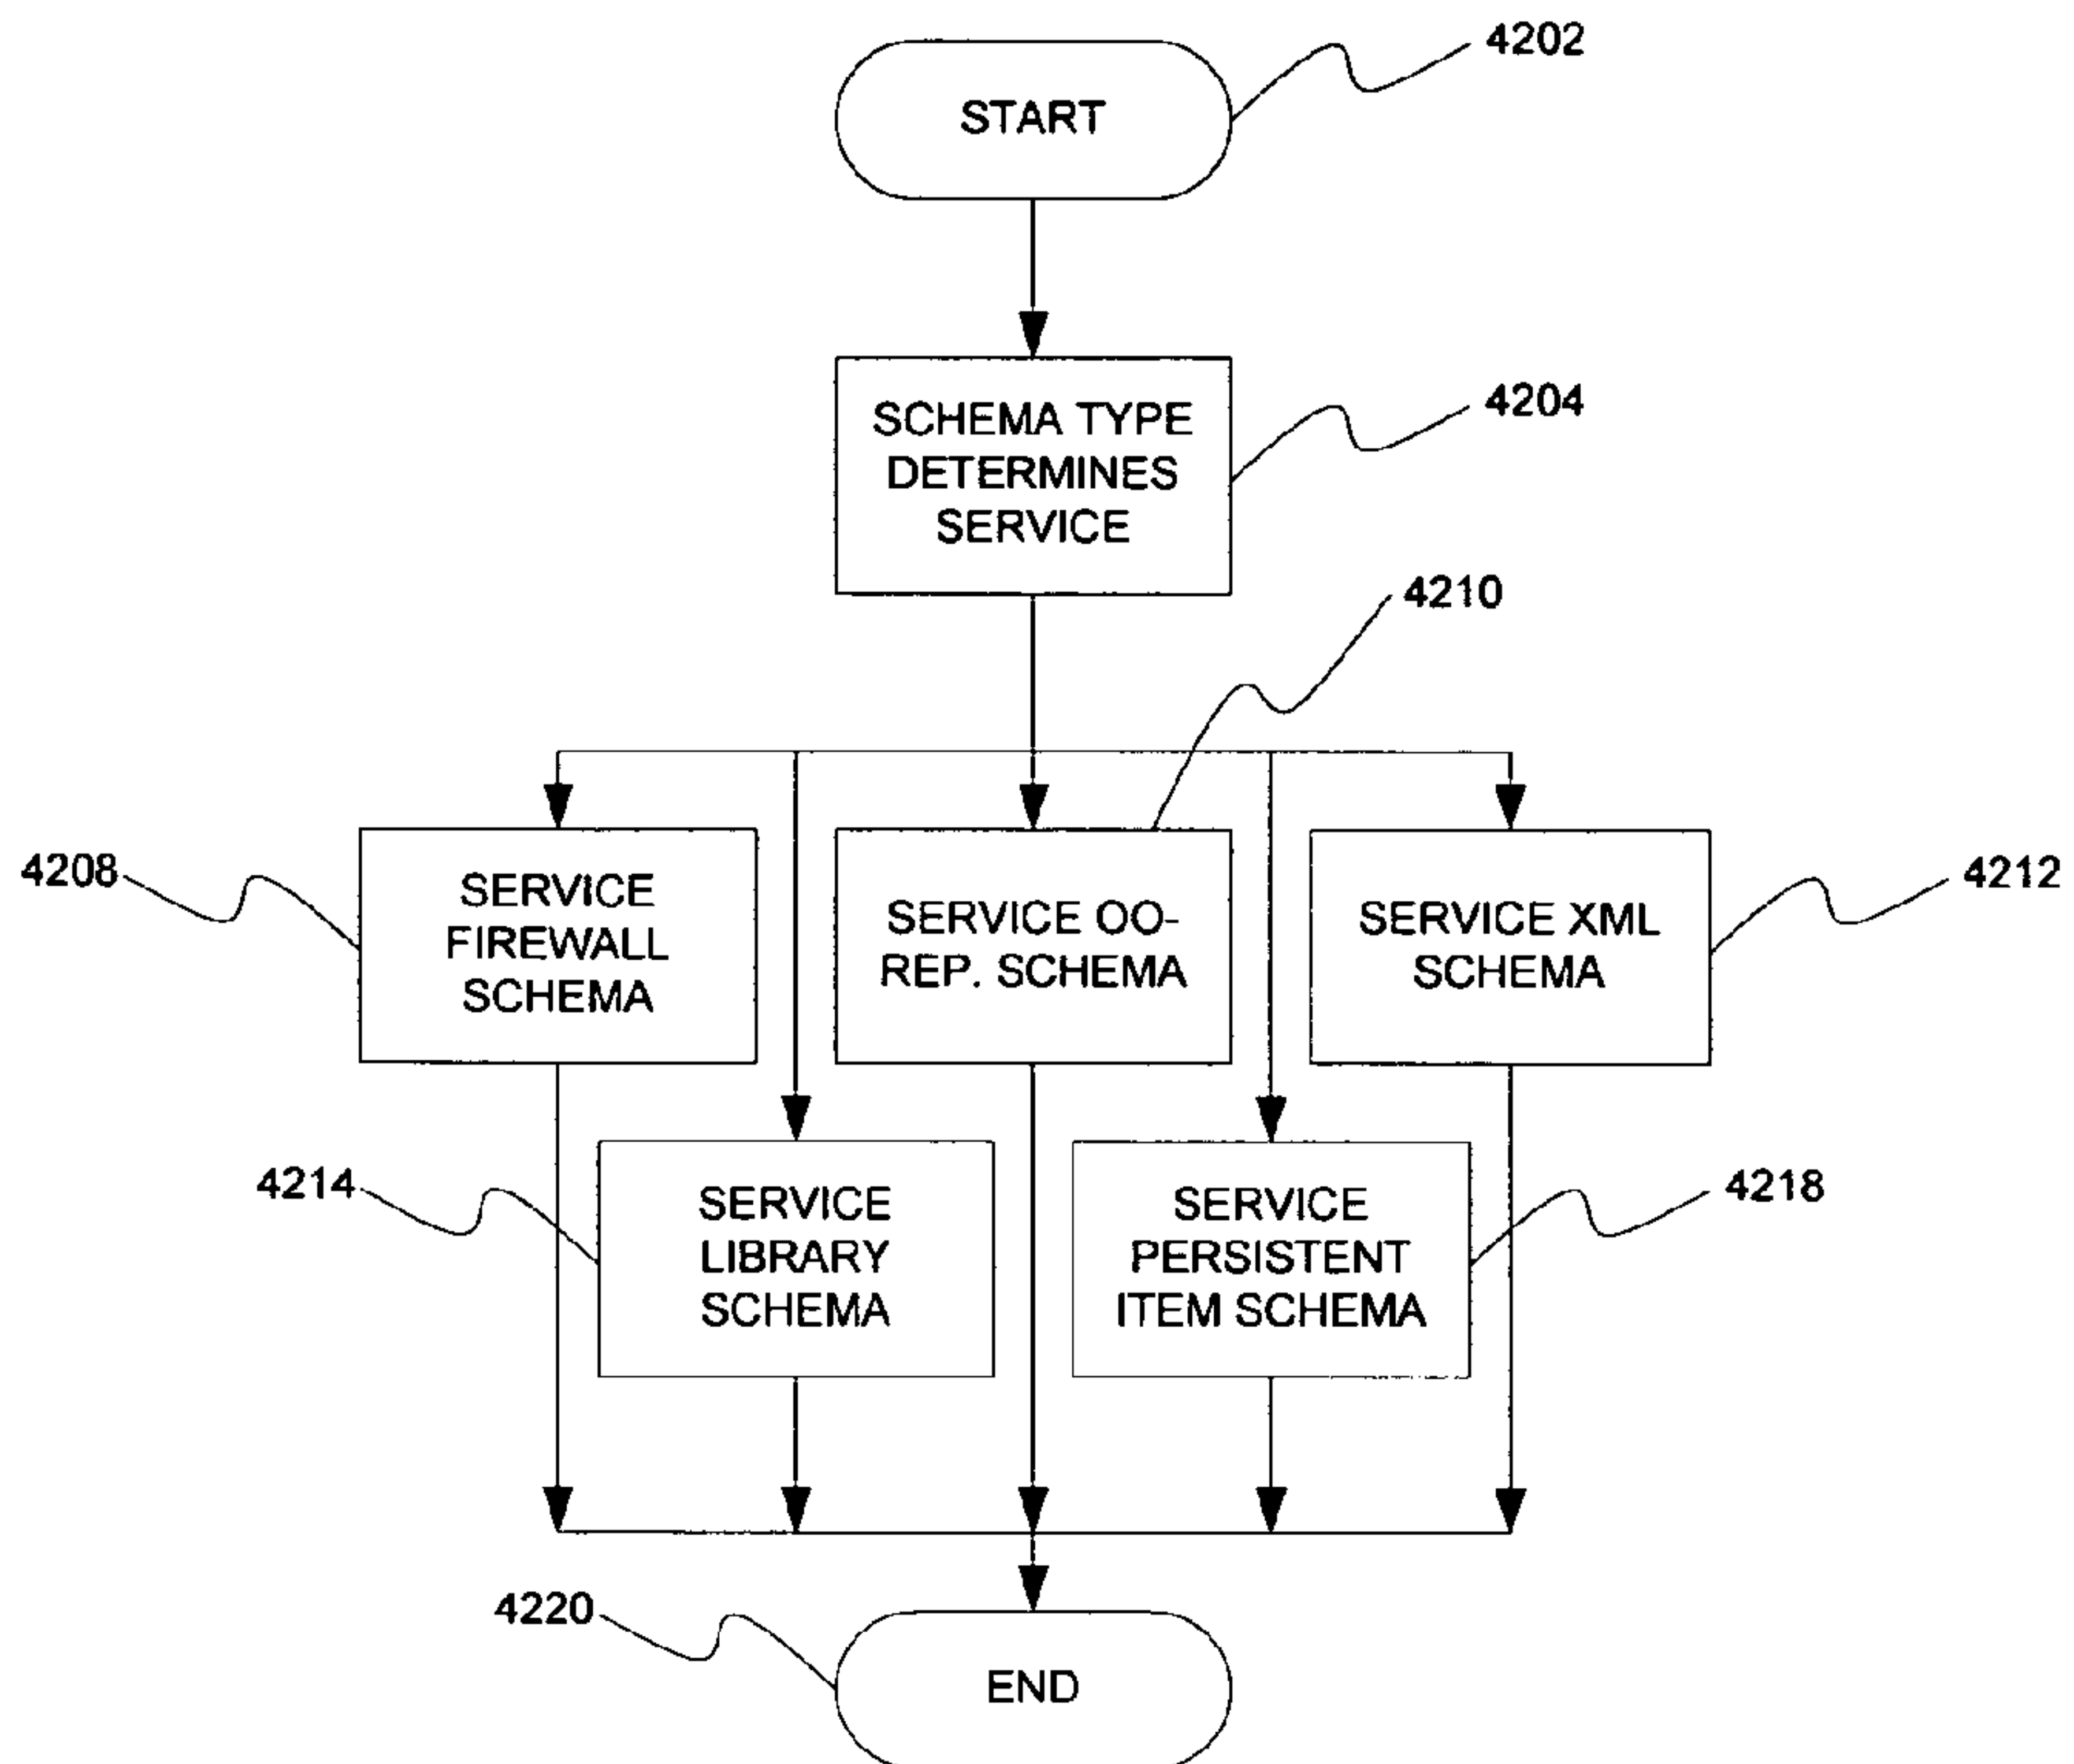 4202
START
4204
SCHEMA TYPE
DETERMINES
SERVICE
4210
4208
SERVICE
FIREWALL
SCHEMA
SERVICE OO-
REP. SCHEMA
SERVICE XML
SCHEMA
4212
4214
SERVICE
LIBRARY
SCHEMA
SERVICE
PERSISTENT
ITEM SCHEMA
4218
4220
END